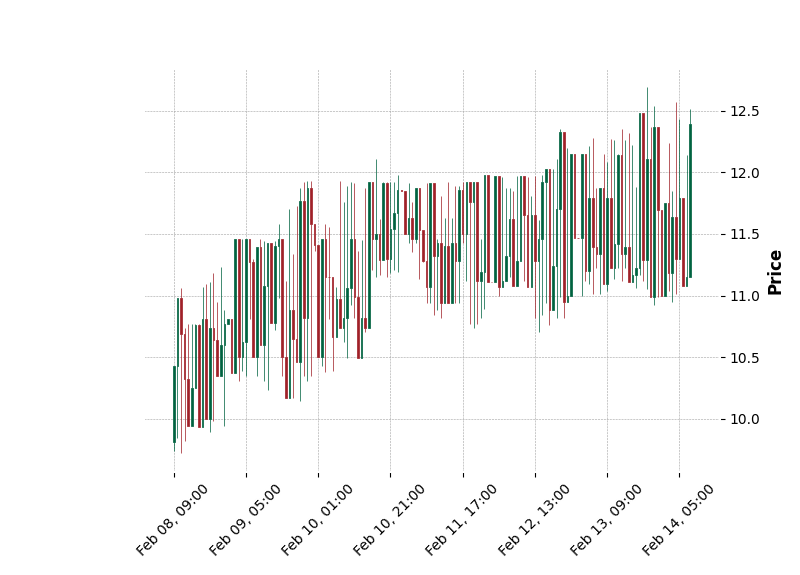 12.5
12.0
11.5
11.0
10.5
10.0
Price
Feb 08, 09:00
Feb 09, 05:00
Feb 10, 01:00
Feb 10, 21:00
Feb 11, 17:00
Feb 12, 13:00
Feb 13, 09:00
Feb 14, 05:00